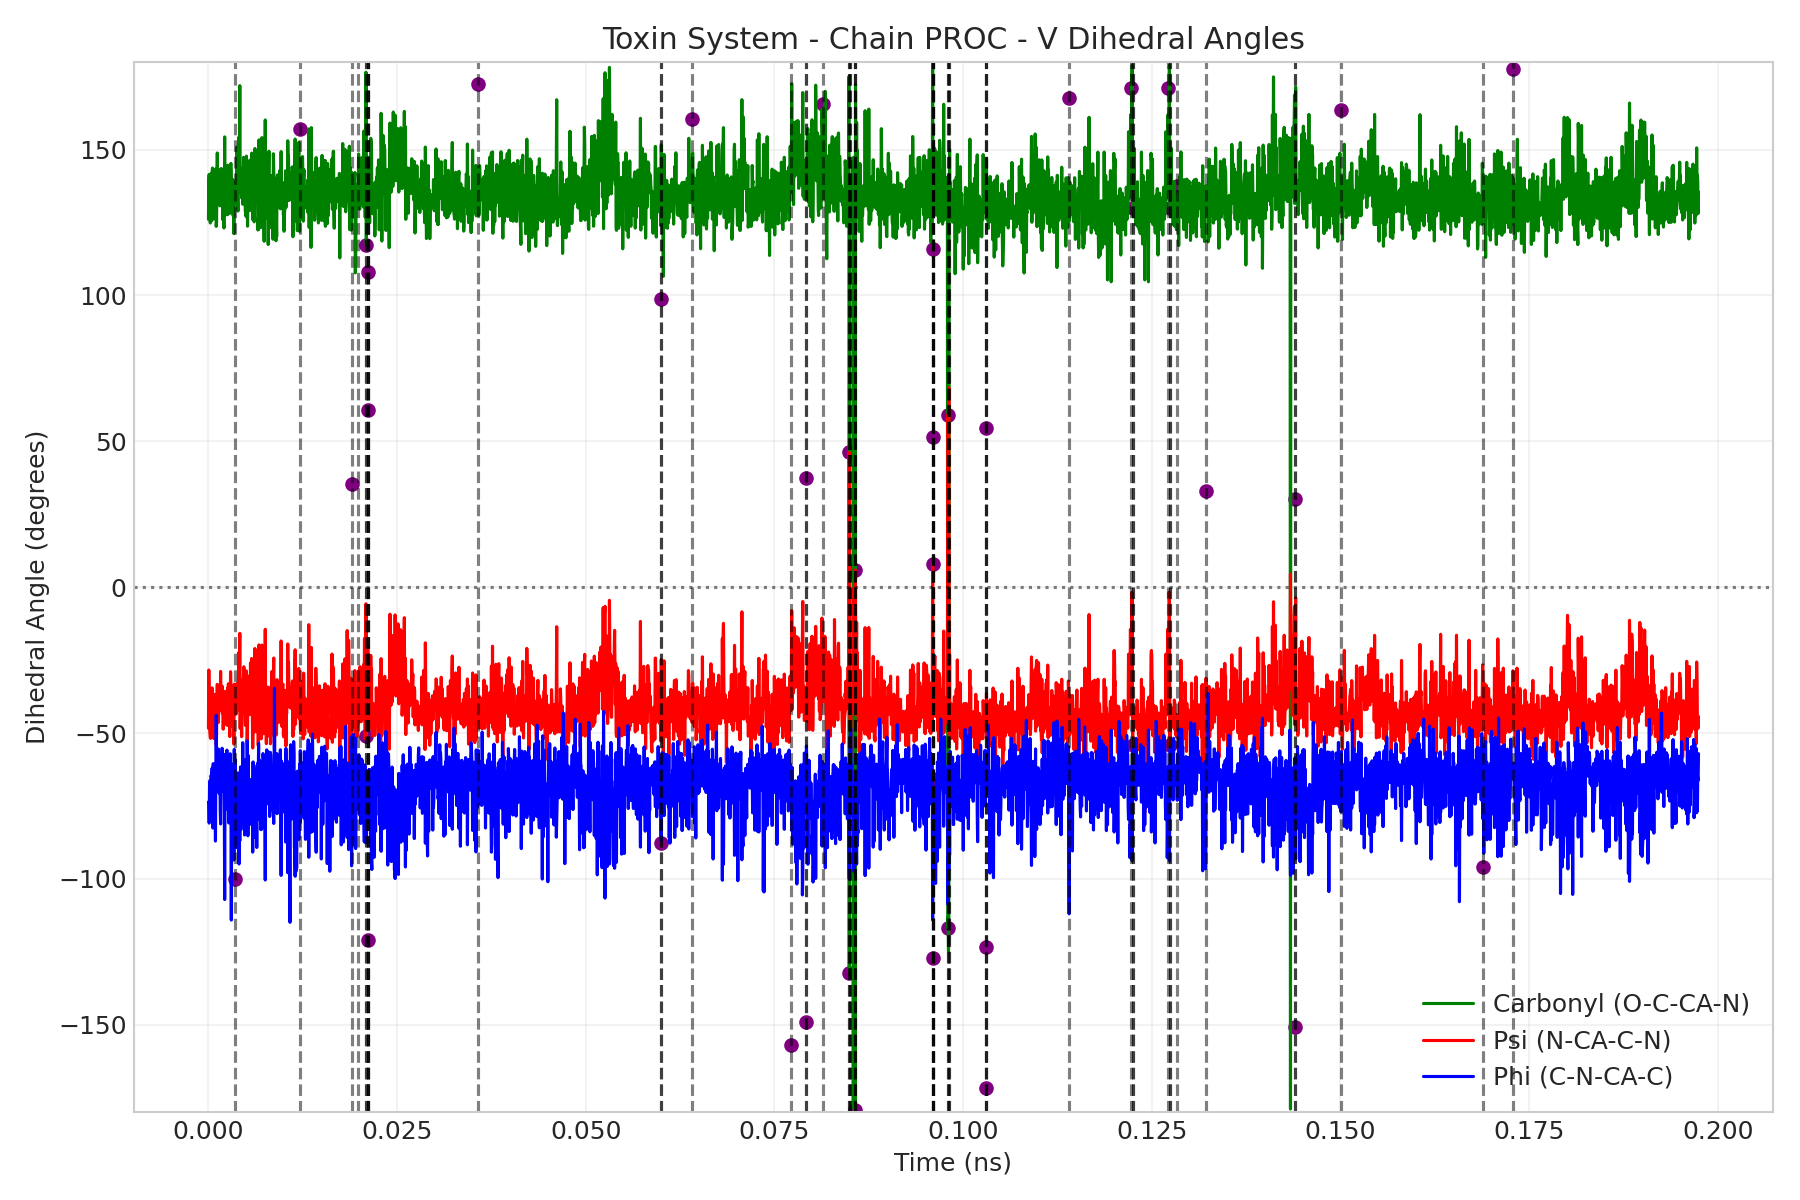 Toxin System - Chain PROC - V Dihedral Angles
Dihedral Angle (degrees)
150
100
50
0
−50
−100
−150
Carbonyl (O-C-CA-N)
Psi (N-CA-C-N)
Phi (C-N-CA-C)
0.000 0.025 0.050 0.075 0.100 0.125 0.150 0.175 0.200
Time (ns)